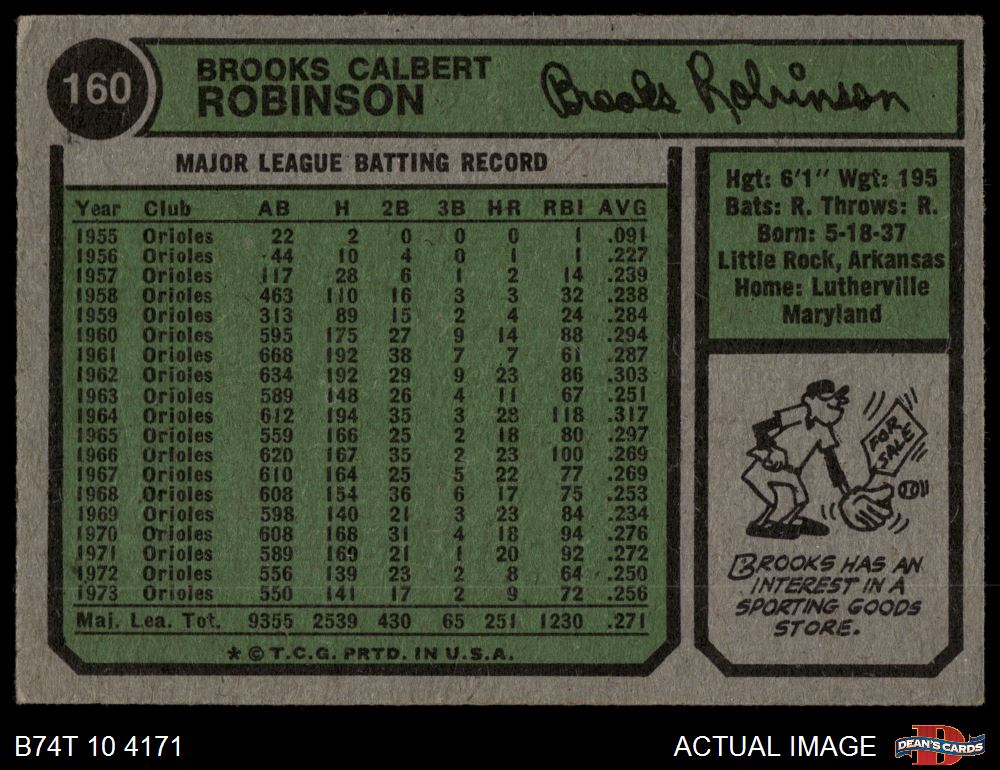 160
BROOKS CALBERT
ROBINSON
Brooks Robinson
MAJOR LEAGUE BATTING RECORD
Year Club AB H 2B 3B HR RBI AVG
1955 Orioles 22 2 0 0 0 1 .091
1956 Orioles 44 10 4 0 1 1 .227
1957 Orioles 117 28 6 1 2 14 .239
1958 Orioles 463 110 16 3 3 32 .238
1959 Orioles 313 89 15 2 4 24 .284
1960 Orioles 595 175 27 9 14 88 .294
1961 Orioles 668 192 38 7 7 61 .287
1962 Orioles 634 192 29 9 23 86 .303
1963 Orioles 589 148 26 4 11 67 .251
1964 Orioles 612 194 35 3 28 118 .317
1965 Orioles 559 166 25 2 18 80 .297
1966 Orioles 620 167 35 2 23 100 .269
1967 Orioles 610 164 25 5 22 77 .269
1968 Orioles 608 154 36 6 17 75 .253
1969 Orioles 598 140 21 3 23 84 .234
1970 Orioles 608 168 31 4 18 94 .276
1971 Orioles 589 160 21 1 20 92 .272
1972 Orioles 556 139 23 2 8 64 .250
1973 Orioles 550 141 17 2 9 72 .256
Maj. Lea. Tot. 9355 2539 430 65 251 1230 .271
* © T.C.G. PRTD. IN U.S.A.
Hgt: 6'1" Wgt: 195
Bats: R. Throws: R.
Born: 5-18-37
Little Rock, Arkansas
Home: Lutherville
Maryland
FOR
SALE
BROOKS HAS AN
INTEREST IN A
SPORTING GOODS
STORE.
B74T 10 4171
ACTUAL IMAGE
D
DEAN'S CARDS